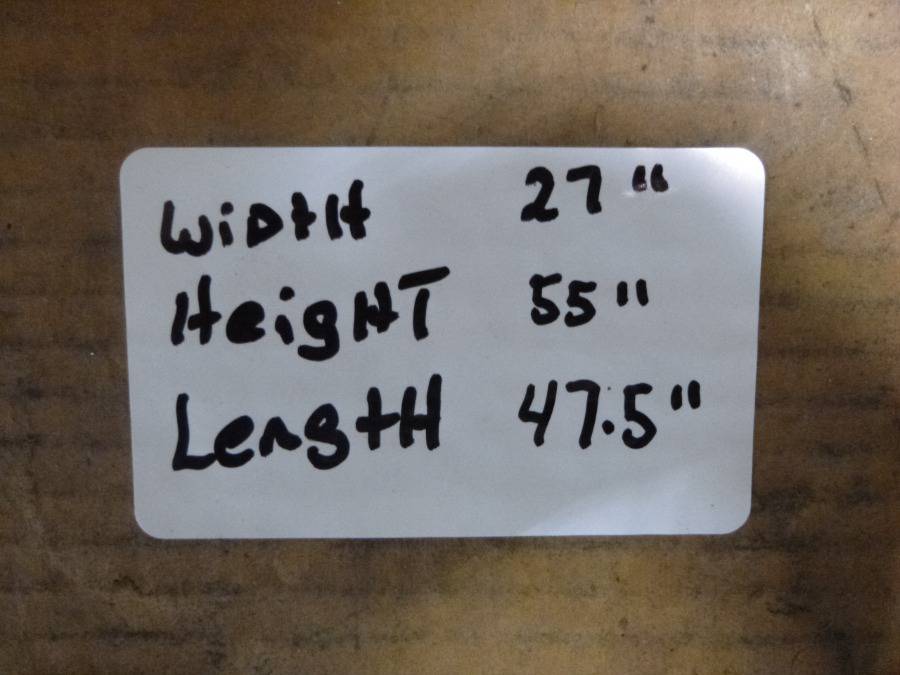 WiDtH 27"
HeigHT 55"
LengtH 47.5"